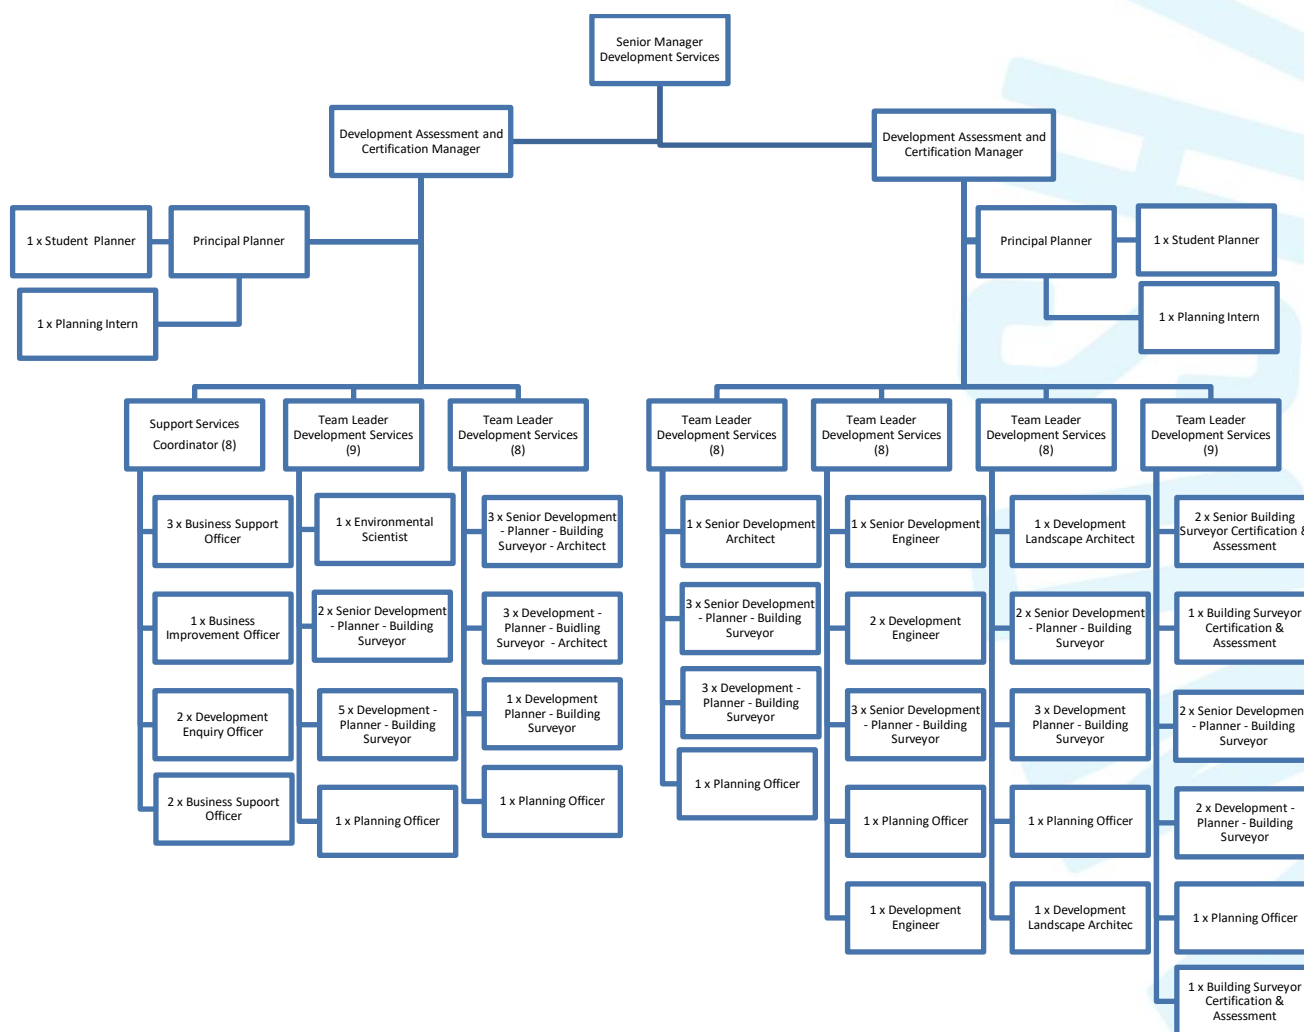 Senior Manager
Development Services
Development Assessment and
Certification Manager
Development Assessment and
Certification Manager
1 x Student  Planner
Principal Planner
1 x Planning Intern
Principal Planner
1 x Student Planner
1 x Planning Intern
Support Services
Coordinator (8)
Team Leader
Development Services
(9)
Team Leader
Development Services
(8)
Team Leader
Development Services
(8)
Team Leader
Development Services
(8)
Team Leader
Development Services
(8)
Team Leader
Development Services
(9)
3 x Business Support
Officer
1 x Business
Improvement Officer
2 x Development
Enquiry Officer
2 x Business Supoort
Officer
1 x Environmental
Scientist
2 x Senior Development
- Planner - Building
Surveyor
5 x Development -
Planner - Building
Surveyor
1 x Planning Officer
3 x Senior Development
- Planner - Building
Surveyor - Architect
3 x Development -
Planner - Buidling
Surveyor  - Architect
1 x Development
Planner - Building
Surveyor
1 x Planning Officer
1 x Senior Development
Architect
3 x Senior Development
- Planner - Building
Surveyor
3 x Development -
Planner - Building
Surveyor
1 x Planning Officer
1 x Senior Development
Engineer
2 x Development
Engineer
3 x Senior Development
- Planner - Building
Surveyor
1 x Planning Officer
1 x Development
Engineer
1 x Development
Landscape Architect
2 x Senior Development
- Planner - Building
Surveyor
3 x Development
Planner - Building
Surveyor
1 x Planning Officer
1 x Development
Landscape Architec
2 x Senior Building
Surveyor Certification &
Assessment
1 x Building Surveyor
Certification &
Assessment
2 x Senior Development
- Planner - Building
Surveyor
2 x Development -
Planner - Building
Surveyor
1 x Planning Officer
1 x Building Surveyor
Certification &
Assessment